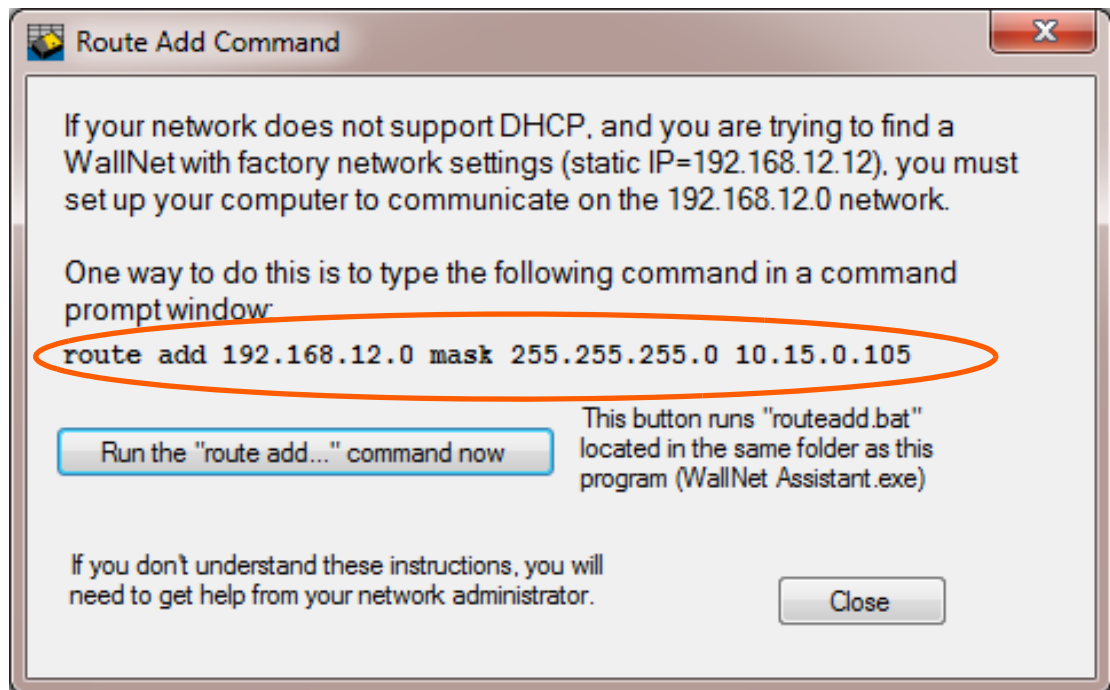 Route Add Command
If your network does not support DHCP, and you are trying to find a
WallNet with factory network settings (static IP=192.168.12.12), you must
set up your computer to communicate on the 192.168.12.0 network.
One way to do this is to type the following command in a command
prompt window:
route add 192.168.12.0 mask 255.255.255.0 10.15.0.105
Run the "route add..." command now
This button runs "routeadd.bat"
located in the same folder as this
program (WallNet Assistant.exe)
If you don't understand these instructions, you will
need to get help from your network administrator.
Close